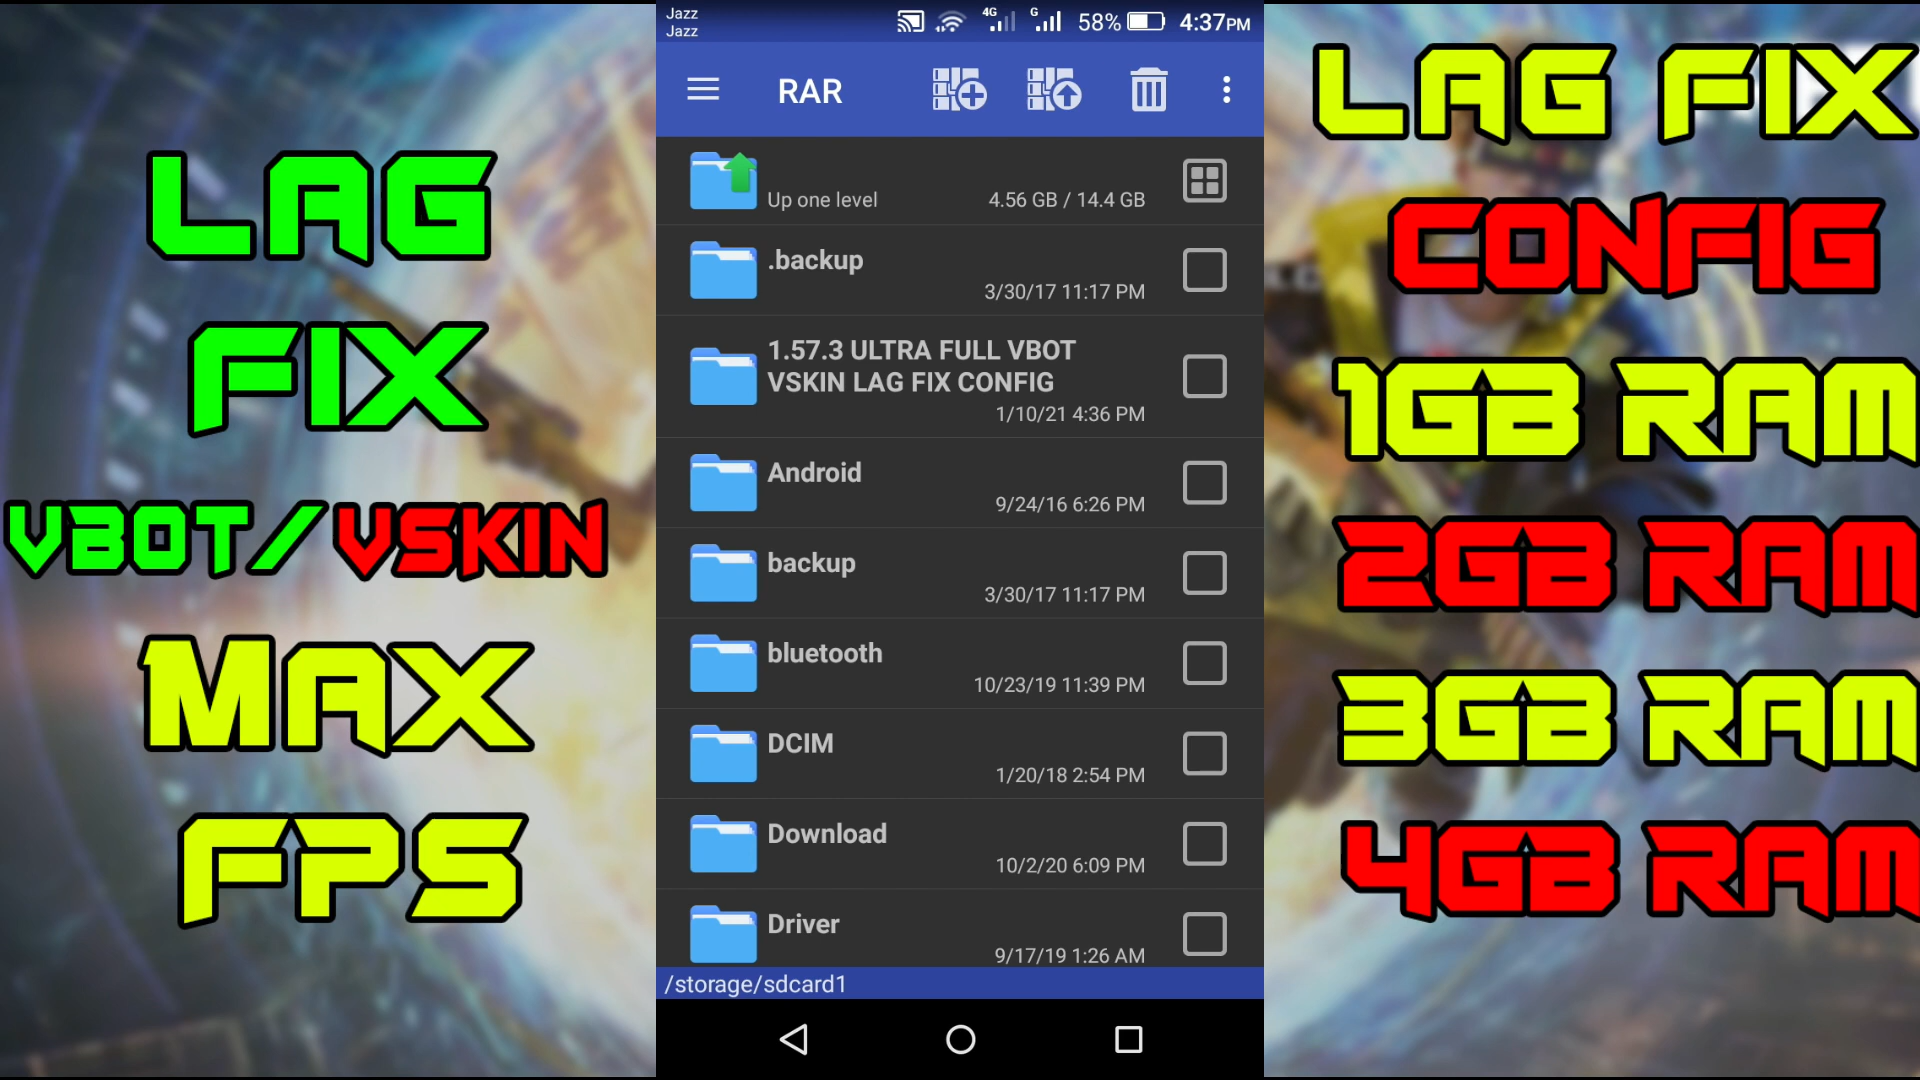 LAG
FIX
VBOT/VSKIN
MAX
FPS
Jazz
Jazz
4G
G
58%
4:37PM
RAR
Up one level
4.56 GB / 14.4 GB
.backup
3/30/17 11:17 PM
1.57.3 ULTRA FULL VBOT
VSKIN LAG FIX CONFIG
1/10/21 4:36 PM
Android
9/24/16 6:26 PM
backup
3/30/17 11:17 PM
bluetooth
10/23/19 11:39 PM
DCIM
1/20/18 2:54 PM
Download
10/2/20 6:09 PM
Driver
9/17/19 1:26 AM
/storage/sdcard1
LAG FIX
CONFIG
1GB RAM
2GB RAM
3GB RAM
4GB RAM